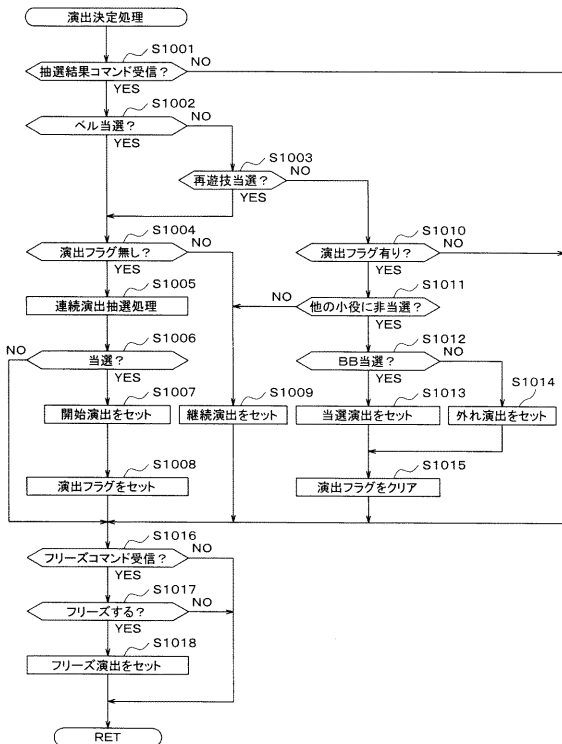 演出決定処理
S1001
抽選結果コマンド受信？
NO
YES
S1002
ベル当選？
NO
YES
S1003
再遊技当選？
NO
YES
S1004
演出フラグ無し？
NO
YES
S1010
演出フラグ有り？
NO
YES
S1005
連続演出抽選処理
S1011
NO
他の小役に非当選？
YES
S1006
NO
当選？
YES
S1012
BB当選？
NO
YES
S1007
開始演出をセット
S1009
継続演出をセット
S1013
当選演出をセット
S1014
外れ演出をセット
S1008
演出フラグをセット
S1015
演出フラグをクリア
S1016
フリーズコマンド受信？
NO
YES
S1017
フリーズする？
NO
YES
S1018
フリーズ演出をセット
RET